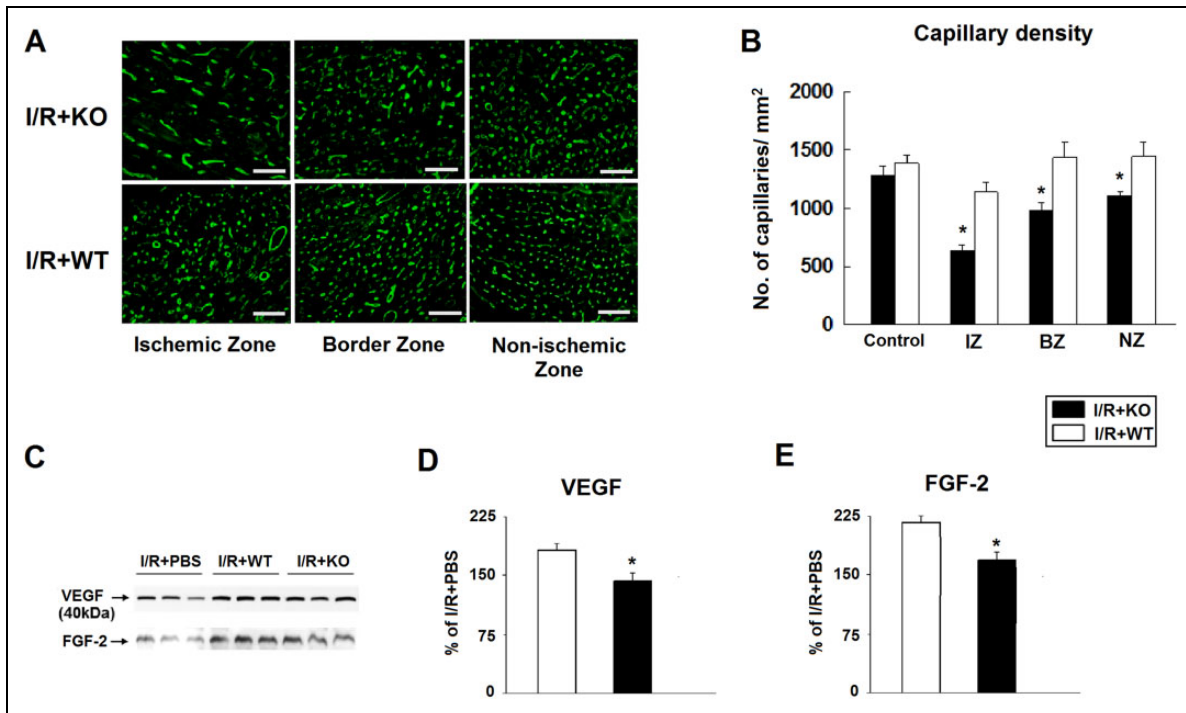 A
I/R+KO
I/R+WT
Ischemic Zone
Border Zone
Non-ischemic
Zone
B
Capillary density
No. of capillaries/ mm²
2000
1500
1000
500
0
*
*
*
Control
IZ
BZ
NZ
I/R+KO
I/R+WT
C
I/R+PBS I/R+WT I/R+KO
VEGF
(40kDa)
FGF-2
D
VEGF
% of I/R+PBS
225
150
75
0
*
E
FGF-2
% of I/R+PBS
225
150
75
0
*